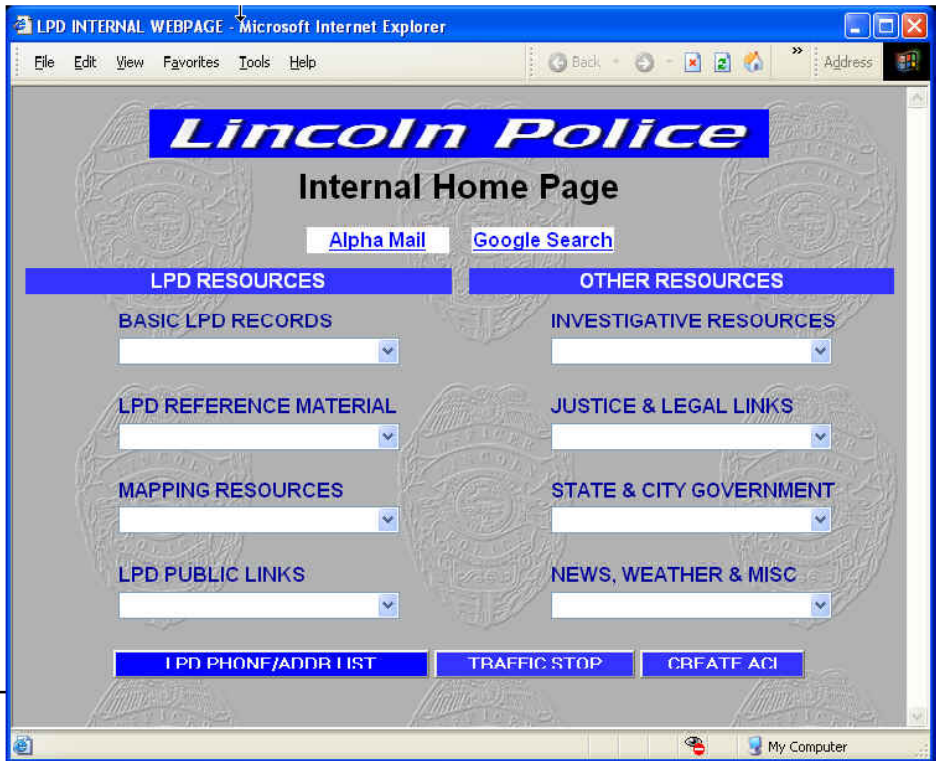 LPD INTERNAL WEBPAGE - Microsoft Internet Explorer
File Edit View Favorites Tools Help Back » Address
Lincoln Police
Internal Home Page
Alpha Mail Google Search
LPD RESOURCES OTHER RESOURCES
BASIC LPD RECORDS INVESTIGATIVE RESOURCES
LPD REFERENCE MATERIAL JUSTICE & LEGAL LINKS
MAPPING RESOURCES STATE & CITY GOVERNMENT
LPD PUBLIC LINKS NEWS, WEATHER & MISC
LPD PHONE/ADDR LIST TRAFFIC STOP CREATE ACI
My Computer